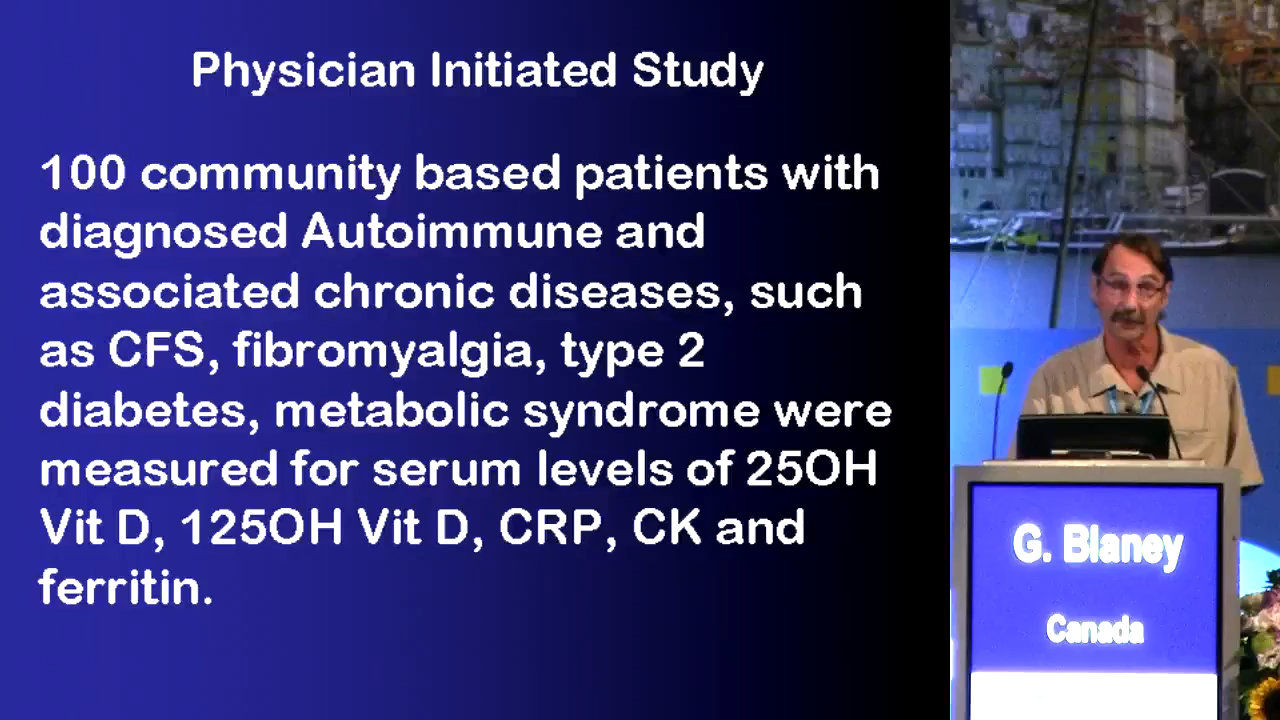 Physician Initiated Study
100 community based patients with
diagnosed Autoimmune and
associated chronic diseases, such
as CFS, fibromyalgia, type 2
diabetes, metabolic syndrome were
measured for serum levels of 25OH
Vit D, 125OH Vit D, CRP, CK and
ferritin.
G. Blaney
Canada